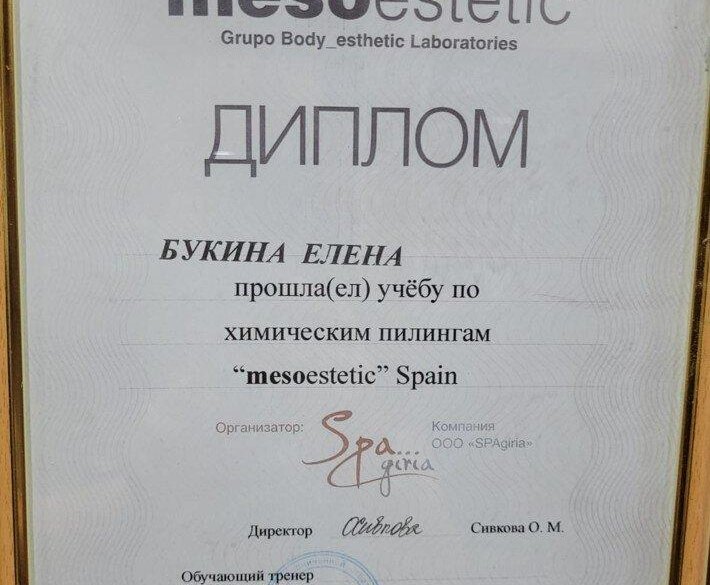 mesoestetic
Grupo Body_esthetic Laboratories
ДИПЛОМ
БУКИНА ЕЛЕНА
прошла(ел) учёбу по
химическим пилингам
“mesoestetic” Spain
Организатор:
Spa...
giria
Компания
ООО «SPAgiria»
Директор
Сивкова О. М.
Обучающий тренер